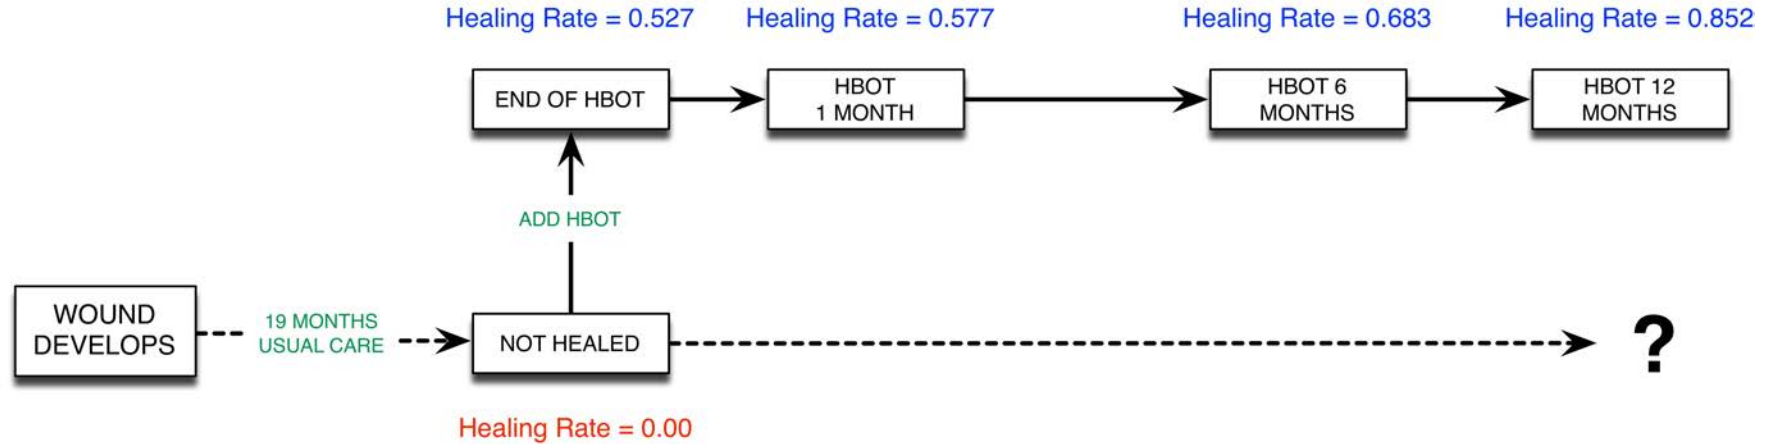 Healing Rate = 0.527
Healing Rate = 0.577
Healing Rate = 0.683
Healing Rate = 0.852
END OF HBOT
HBOT
1 MONTH
HBOT 6
MONTHS
HBOT 12
MONTHS
ADD HBOT
WOUND
DEVELOPS
19 MONTHS
USUAL CARE
NOT HEALED
?
Healing Rate = 0.00